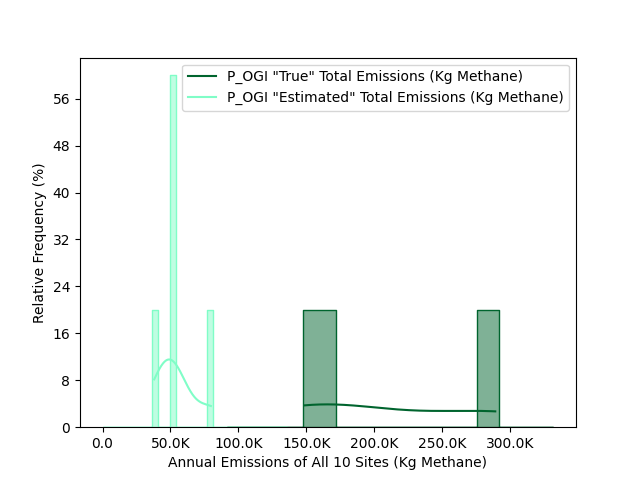 P_OGI "True" Total Emissions (Kg Methane)
P_OGI "Estimated" Total Emissions (Kg Methane)
56
48
40
32
24
16
8
0
Relative Frequency (%)
0.0 50.0K 100.0K 150.0K 200.0K 250.0K 300.0K
Annual Emissions of All 10 Sites (Kg Methane)